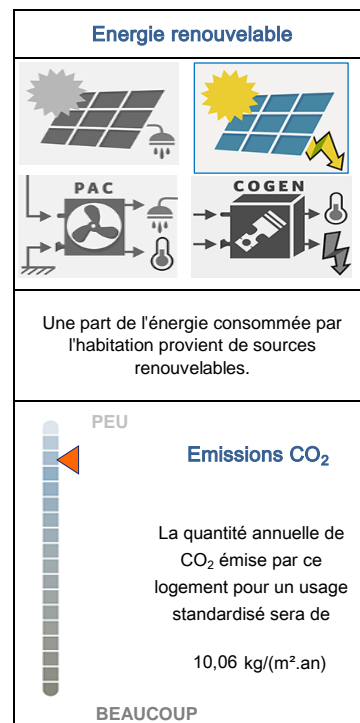 Energie renouvelable
PAC
COGEN
Une part de l'énergie consommée par
l'habitation provient de sources
renouvelables.
PEU
Emissions CO₂
La quantité annuelle de
CO₂ émise par ce
logement pour un usage
standardisé sera de
10,06 kg/(m².an)
BEAUCOUP